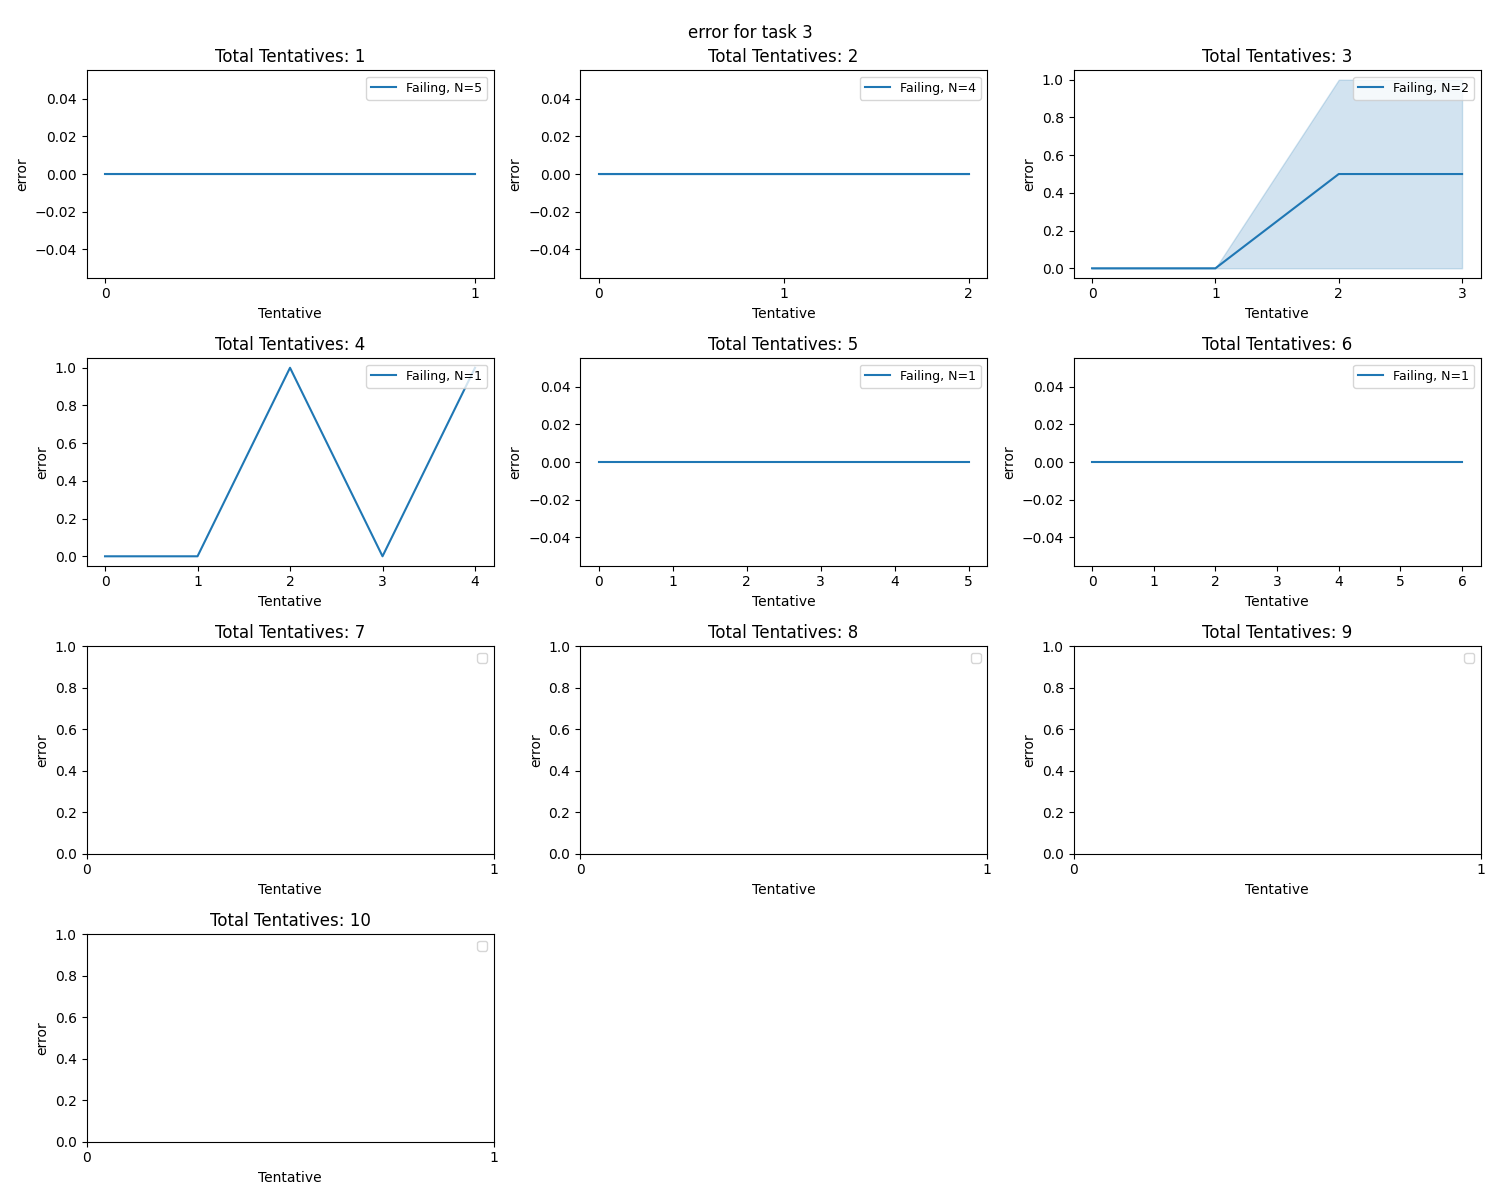 error for task 3
Total Tentatives: 1
Failing, N=5
0.04
0.02
0.00
−0.02
−0.04
error
0 1
Tentative
Total Tentatives: 2
Failing, N=4
0.04
0.02
0.00
−0.02
−0.04
error
0 1 2
Tentative
Total Tentatives: 3
Failing, N=2
1.0
0.8
0.6
0.4
0.2
0.0
error
0 1 2 3
Tentative
Total Tentatives: 4
Failing, N=1
1.0
0.8
0.6
0.4
0.2
0.0
error
0 1 2 3 4
Tentative
Total Tentatives: 5
Failing, N=1
0.04
0.02
0.00
−0.02
−0.04
error
0 1 2 3 4 5
Tentative
Total Tentatives: 6
Failing, N=1
0.04
0.02
0.00
−0.02
−0.04
error
0 1 2 3 4 5 6
Tentative
Total Tentatives: 7
1.0
0.8
0.6
0.4
0.2
0.0
error
0 1
Tentative
Total Tentatives: 8
1.0
0.8
0.6
0.4
0.2
0.0
error
0 1
Tentative
Total Tentatives: 9
1.0
0.8
0.6
0.4
0.2
0.0
error
0 1
Tentative
Total Tentatives: 10
1.0
0.8
0.6
0.4
0.2
0.0
error
0 1
Tentative